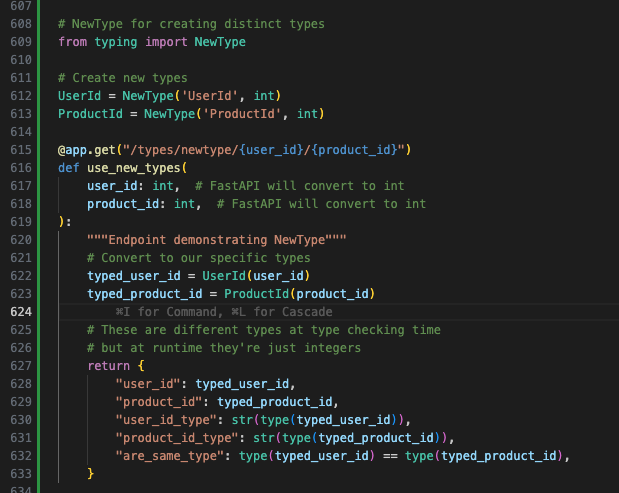 607
608 # NewType for creating distinct types
609 from typing import NewType
610
611 # Create new types
612 UserId = NewType('UserId', int)
613 ProductId = NewType('ProductId', int)
614
615 @app.get("/types/newtype/{user_id}/{product_id}")
616 def use_new_types(
617     user_id: int,  # FastAPI will convert to int
618     product_id: int,  # FastAPI will convert to int
619 ):
620     """Endpoint demonstrating NewType"""
621     # Convert to our specific types
622     typed_user_id = UserId(user_id)
623     typed_product_id = ProductId(product_id)
624         ⌘I for Command, ⌘L for Cascade
625     # These are different types at type checking time
626     # but at runtime they're just integers
627     return {
628         "user_id": typed_user_id,
629         "product_id": typed_product_id,
630         "user_id_type": str(type(typed_user_id)),
631         "product_id_type": str(type(typed_product_id)),
632         "are_same_type": type(typed_user_id) == type(typed_product_id),
633     }
634